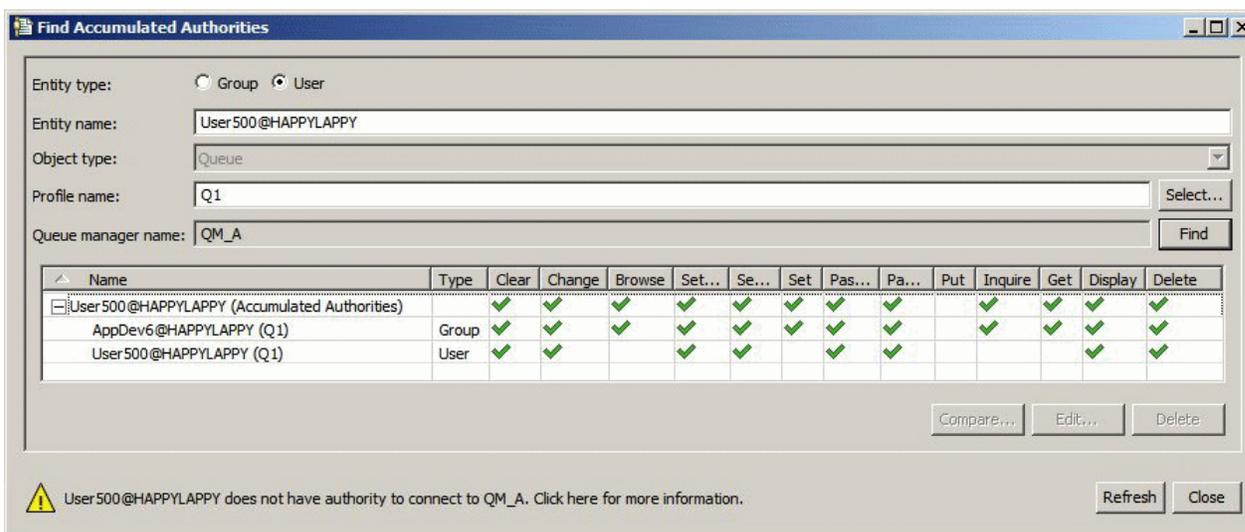 Find Accumulated Authorities
Entity type: Group User
Entity name: User500@HAPPYLAPPY
Object type: Queue
Profile name: Q1 Select...
Queue manager name: QM_A Find
Name Type Clear Change Browse Set... Se... Set Pas... Pa... Put Inquire Get Display Delete
User500@HAPPYLAPPY (Accumulated Authorities)
AppDev6@HAPPYLAPPY (Q1) Group
User500@HAPPYLAPPY (Q1) User
Compare... Edit... Delete
User500@HAPPYLAPPY does not have authority to connect to QM_A. Click here for more information. Refresh Close